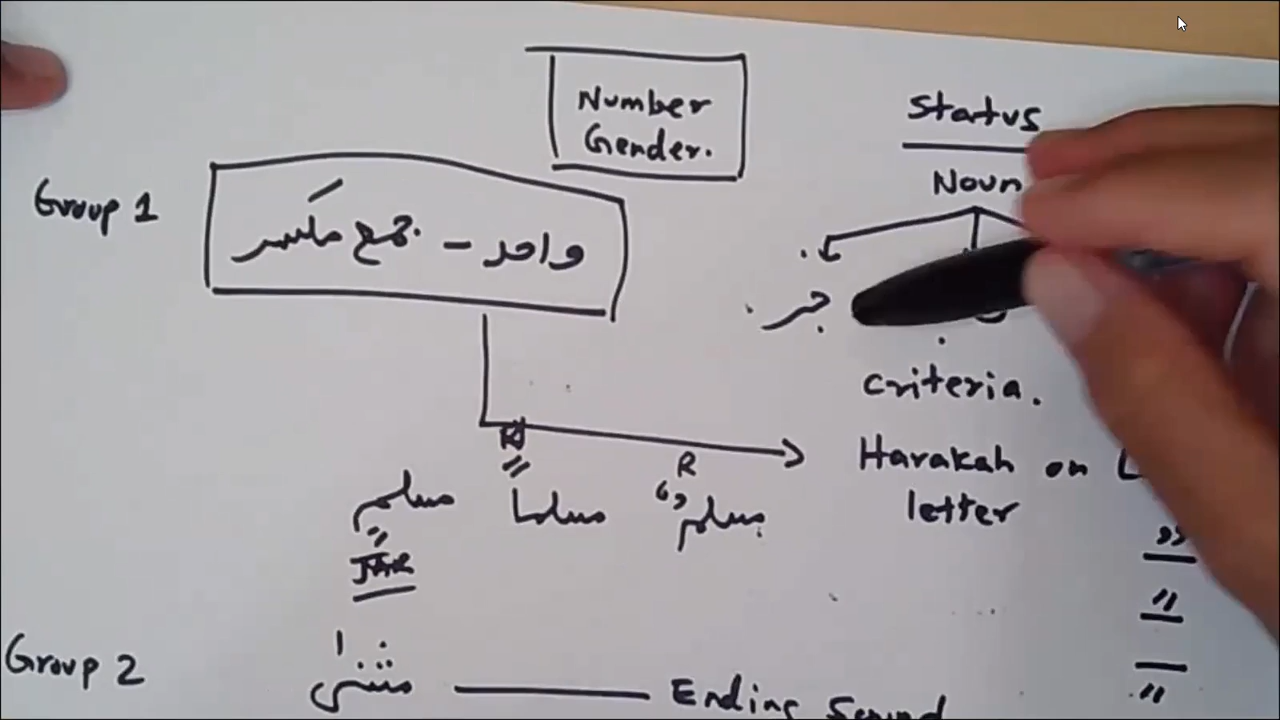 Number
Gender.
Status
Noun
Group 1
واحد - جمع مكسر
جر
criteria.
Harakah on
letter
R
مسلمٌ
مسلماً
مسلمٍ
JAR
Group 2
مثنى — Ending Sound